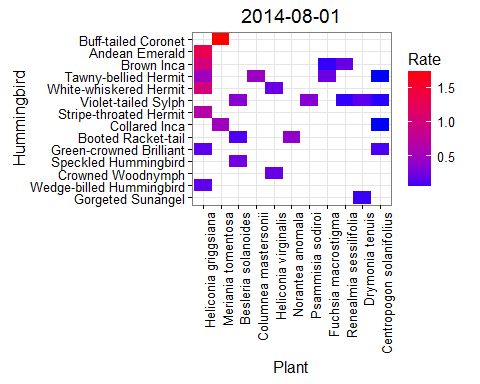 2014-08-01
Hummingbird
Buff-tailed Coronet
Andean Emerald
Brown Inca
Tawny-bellied Hermit
White-whiskered Hermit
Violet-tailed Sylph
Stripe-throated Hermit
Collared Inca
Booted Racket-tail
Green-crowned Brilliant
Speckled Hummingbird
Crowned Woodnymph
Wedge-billed Hummingbird
Gorgeted Sunangel
Heliconia griggsiana
Meriania tomentosa
Besleria solanoides
Columnea mastersonii
Heliconia virginalis
Norantea anomala
Psammisia sodiroi
Fuchsia macrostigma
Renealmia sessilifolia
Drymonia tenuis
Centropogon solanifolius
Plant
Rate
1.5
1.0
0.5